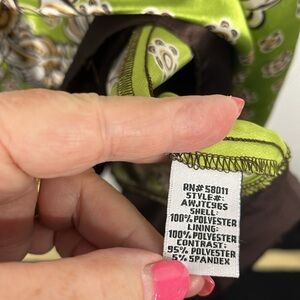 RN# 58011
STYLE#:
AWJTC965
SHELL:
100% POLYESTER
LINING:
100% POLYESTER
CONTRAST:
95% POLYESTER
5% SPANDEX